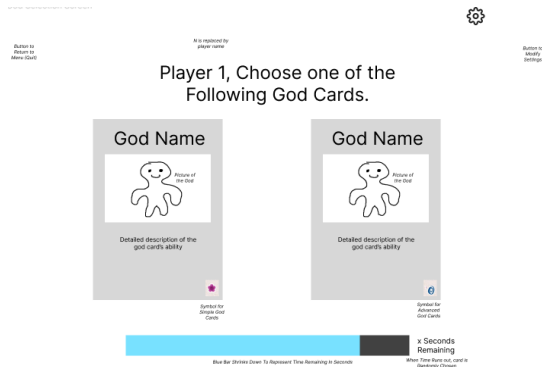 Button to
Return to
Menu (Quit)
N is replaced by
player name
Button to
Modify
Settings
Player 1, Choose one of the
Following God Cards.
God Name
Picture of
the God
Detailed description of the
god card's ability
Symbol for
Simple God
Cards
God Name
Picture of
the God
Detailed description of the
god card's ability
Symbol for
Advanced
God Cards
x Seconds
Remaining
Blue Bar Shrinks Down To Represent Time Remaining In Seconds
When Time Runs out, card is
Randomly Chosen